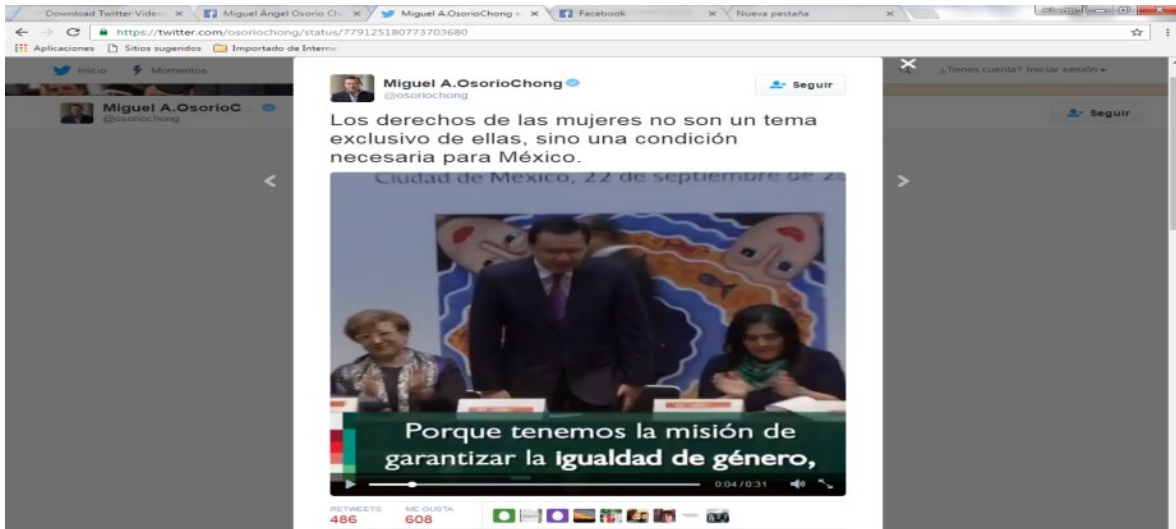 Download Twitter Video
Miguel Ángel Osorio Ch
Miguel A.OsorioChong e
Facebook
Nueva pestaña
https://twitter.com/osoriochong/status/779125180773703680
Aplicaciones
Sitios sugeridos
Importado de Interne
Inicio
Momentos
¿Tienes cuenta? Iniciar sesión
Miguel A.OsorioC
@osoriochong
Seguir
Miguel A.OsorioChong
@osoriochong
Seguir
Los derechos de las mujeres no son un tema
exclusivo de ellas, sino una condición
necesaria para México.
Ciudad de México, 22 de septiembre de 2
Porque tenemos la misión de
garantizar la igualdad de género,
0:04/0:31
RETWEETS
486
ME GUSTA
608